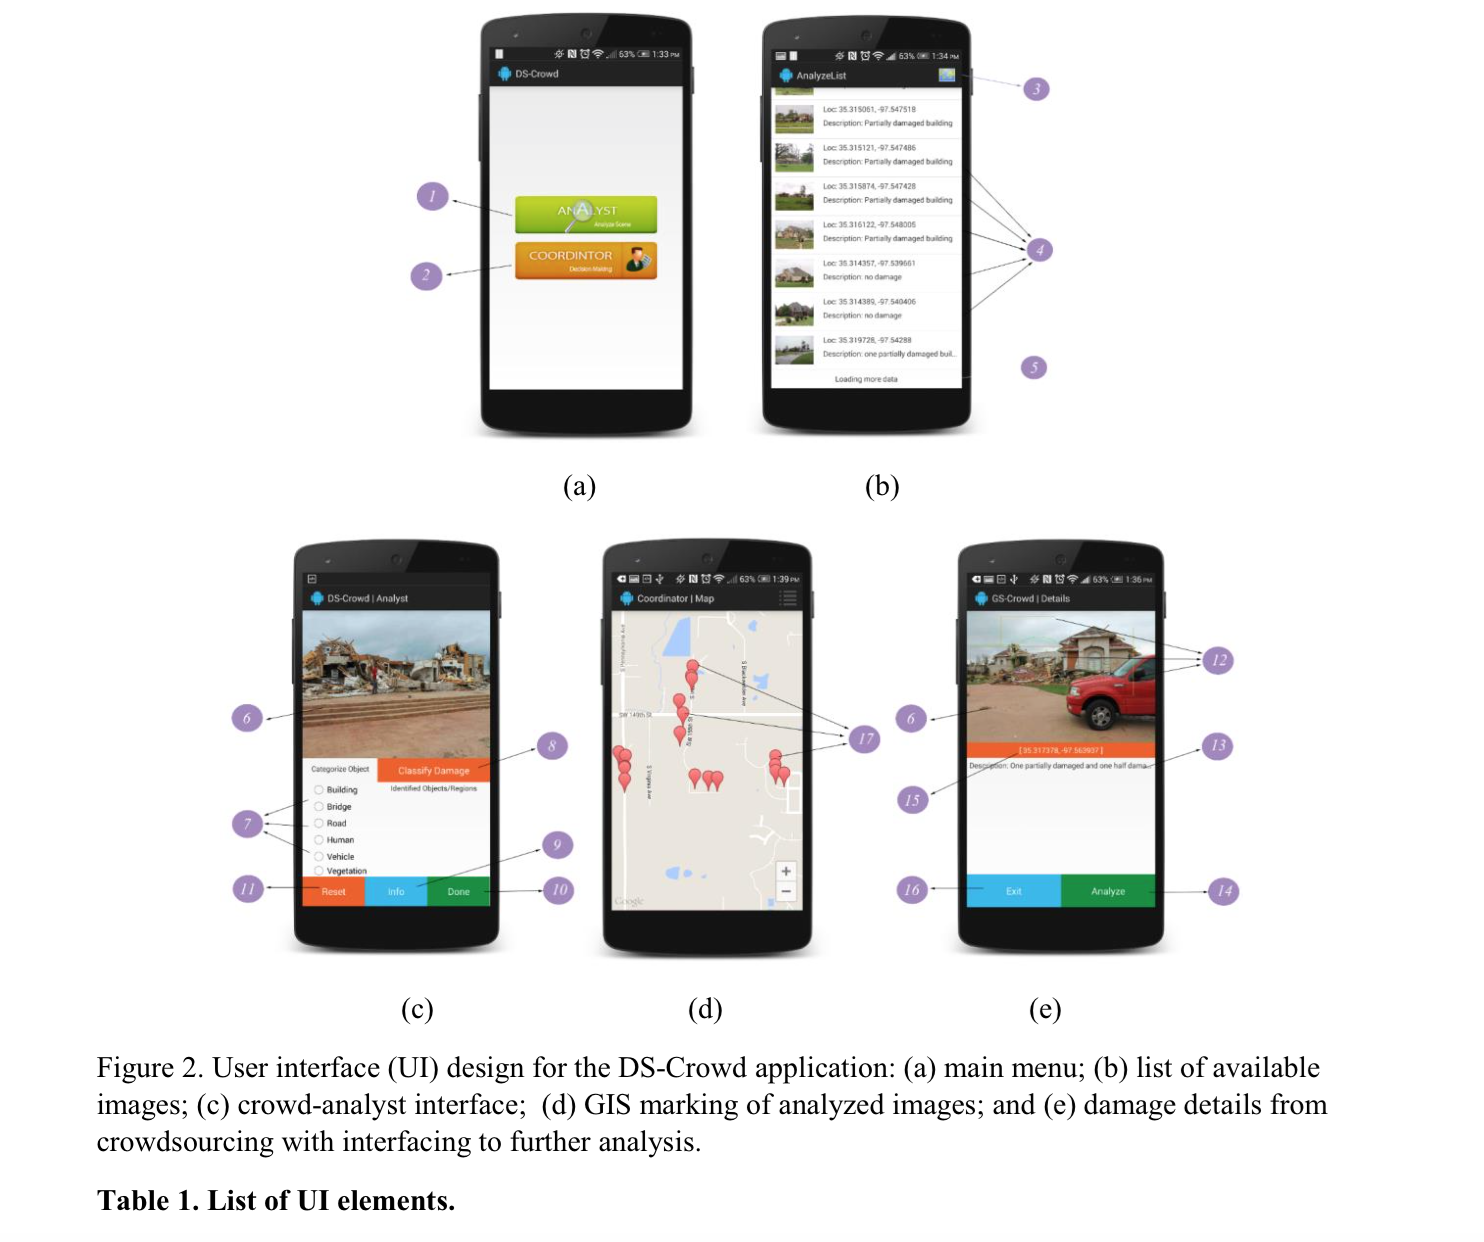 63% 1:33 PM
DS-Crowd
ANALYST
Analyze Scene
COORDINTOR
Decision Making
1
2
(a)
63% 1:34 PM
AnalyzeList
Loc: 35.315061,-97.547518
Description: Partially damaged building
Loc: 35.315121,-97.547486
Description: Partially damaged building
Loc: 35.315874,-97.547428
Description: Partially damaged building
Loc: 35.316122,-97.548005
Description: Partially damaged building
Loc: 35.314357,-97.539661
Description: no damage
Loc: 35.314389,-97.540406
Description: no damage
Loc: 35.319728,-97.54288
Description: one partially damaged buil...
Loading more data
3
4
5
(b)
DS-Crowd | Analyst
Categorize Object
Classify Damage
Building
Identified Objects/Regions
Bridge
Road
Human
Vehicle
Vegetation
Reset
Info
Done
6
7
8
9
10
11
(c)
63% 1:39 PM
Coordinator | Map
S Pennsylvania Ave
SW 149th St
S Virginia Ave
+
−
Google
17
(d)
63% 1:36 PM
GS-Crowd | Details
[ 35.317378,-97.563937 ]
Description: One partially damaged and one half dama
Exit
Analyze
12
6
13
15
16
14
(e)
Figure 2. User interface (UI) design for the DS-Crowd application: (a) main menu; (b) list of available
images; (c) crowd-analyst interface; (d) GIS marking of analyzed images; and (e) damage details from
crowdsourcing with interfacing to further analysis.
Table 1. List of UI elements.